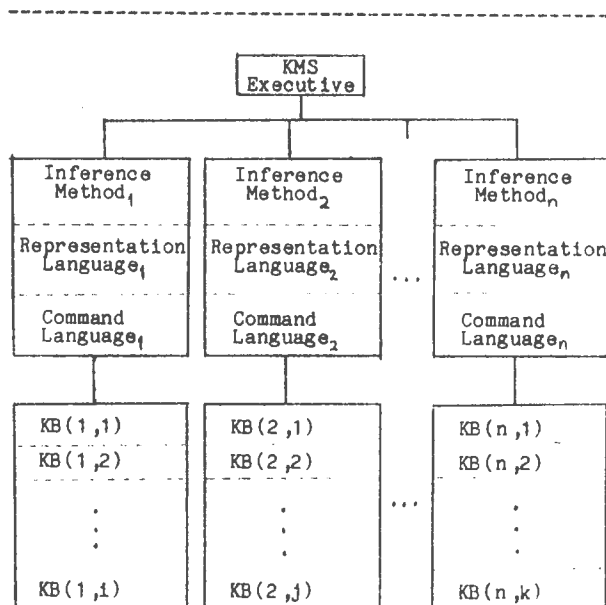 KMS
Executive
Inference
Method₁
Representation
Language₁
Command
Language₁
Inference
Method₂
Representation
Language₂
Command
Language₂
...
Inference
Methodₙ
Representation
Languageₙ
Command
Languageₙ
KB(1,1)
KB(1,2)
.
.
.
KB(1,i)
KB(2,1)
KB(2,2)
.
.
.
KB(2,j)
...
KB(n,1)
KB(n,2)
.
.
.
KB(n,k)